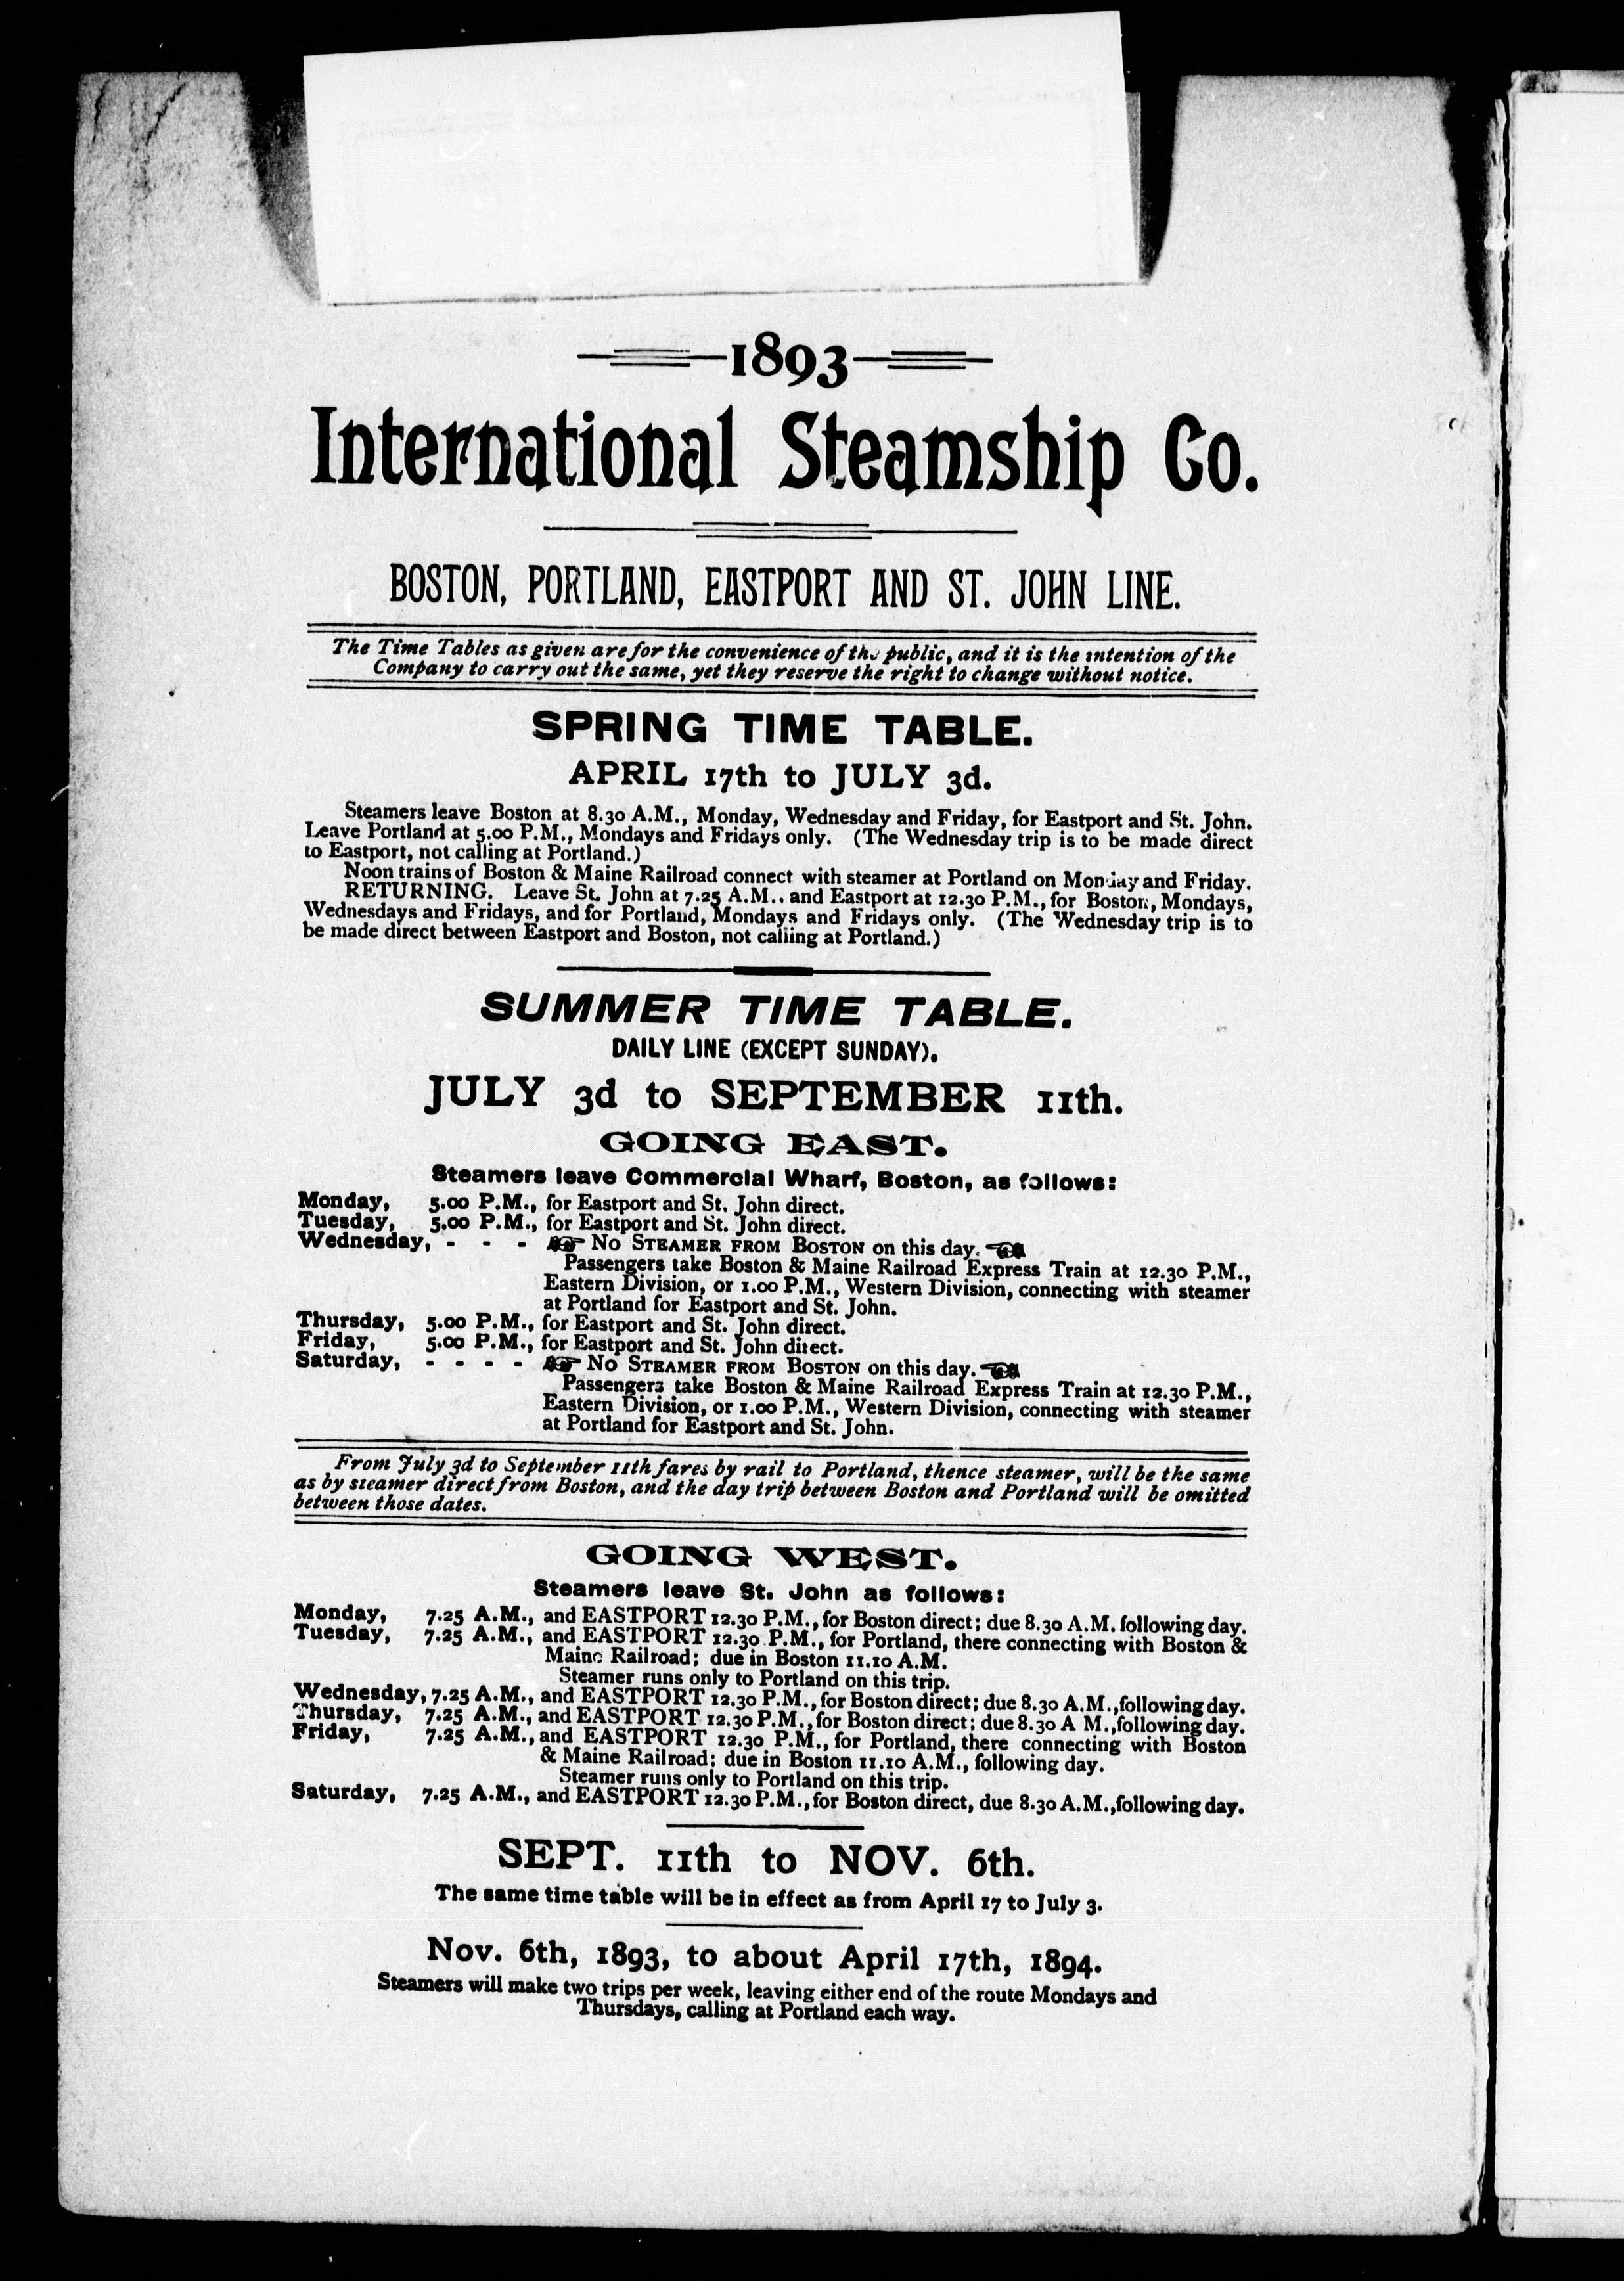 1893
International Steamship Co.
BOSTON, PORTLAND, EASTPORT AND ST. JOHN LINE.
The Time Tables as given are for the convenience of the public, and it is the intention of the
Company to carry out the same, yet they reserve the right to change without notice.
SPRING TIME TABLE.
APRIL 17th to JULY 3d.
Steamers leave Boston at 8.30 A.M., Monday, Wednesday and Friday, for Eastport and St. John.
Leave Portland at 5.00 P.M., Mondays and Fridays only. (The Wednesday trip is to be made direct
to Eastport, not calling at Portland.)
Noon trains of Boston & Maine Railroad connect with steamer at Portland on Monday and Friday.
RETURNING. Leave St. John at 7.25 A.M.. and Eastport at 12.30 P.M., for Boston, Mondays,
Wednesdays and Fridays, and for Portland, Mondays and Fridays only. (The Wednesday trip is to
be made direct between Eastport and Boston, not calling at Portland.)
SUMMER TIME TABLE.
DAILY LINE (EXCEPT SUNDAY).
JULY 3d to SEPTEMBER 11th.
GOING EAST.
Steamers leave Commercial Wharf, Boston, as follows:
Monday, 5.00 P.M., for Eastport and St. John direct.
Tuesday, 5.00 P.M., for Eastport and St. John direct.
Wednesday, - - - ☞ NO STEAMER FROM BOSTON on this day. ☜
Passengers take Boston & Maine Railroad Express Train at 12.30 P.M.,
Eastern Division, or 1.00 P.M., Western Division, connecting with steamer
at Portland for Eastport and St. John.
Thursday, 5.00 P.M., for Eastport and St. John direct.
Friday, 5.00 P.M., for Eastport and St. John direct.
Saturday, - - - - ☞ NO STEAMER FROM BOSTON on this day. ☜
Passengers take Boston & Maine Railroad Express Train at 12.30 P.M.,
Eastern Division, or 1.00 P.M., Western Division, connecting with steamer
at Portland for Eastport and St. John.
From July 3d to September 11th fares by rail to Portland, thence steamer, will be the same
as by steamer direct from Boston, and the day trip between Boston and Portland will be omitted
between those dates.
GOING WEST.
Steamers leave St. John as follows:
Monday, 7.25 A.M., and EASTPORT 12.30 P.M., for Boston direct; due 8.30 A.M. following day.
Tuesday, 7.25 A.M., and EASTPORT 12.30 P.M., for Portland, there connecting with Boston &
Maine Railroad; due in Boston 11.10 A.M.
Steamer runs only to Portland on this trip.
Wednesday, 7.25 A.M., and EASTPORT 12.30 P.M., for Boston direct; due 8.30 A.M., following day.
Thursday, 7.25 A.M., and EASTPORT 12.30 P.M., for Boston direct; due 8.30 A M., following day.
Friday, 7.25 A.M., and EASTPORT 12.30 P.M., for Portland, there connecting with Boston
& Maine Railroad; due in Boston 11.10 A.M., following day.
Steamer runs only to Portland on this trip.
Saturday, 7.25 A.M., and EASTPORT 12.30 P.M., for Boston direct, due 8.30 A.M., following day.
SEPT. 11th to NOV. 6th.
The same time table will be in effect as from April 17 to July 3.
Nov. 6th, 1893, to about April 17th, 1894.
Steamers will make two trips per week, leaving either end of the route Mondays and
Thursdays, calling at Portland each way.